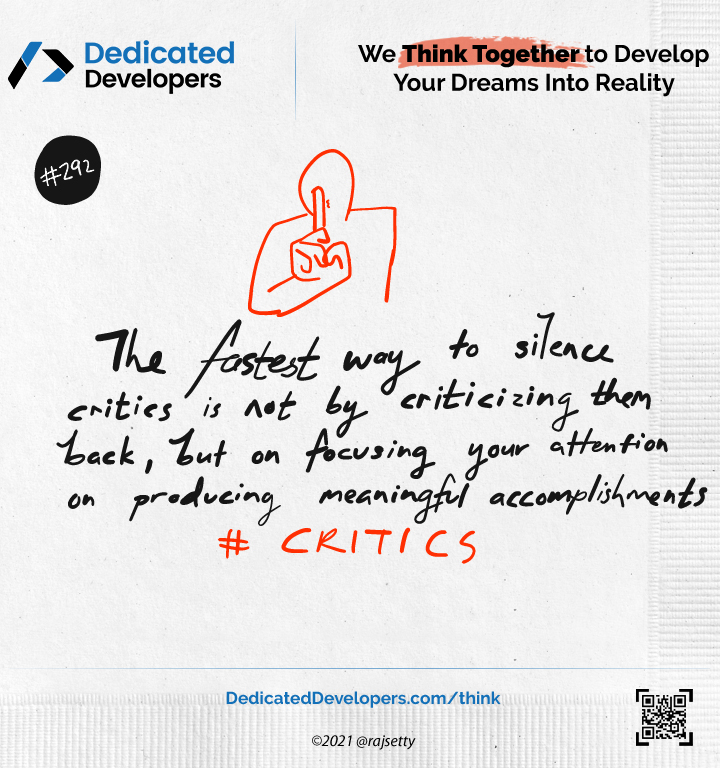 Dedicated
Developers
We Think Together to Develop
Your Dreams Into Reality
#292
The fastest way to silence
critics is not by criticizing them
back, but on focusing your attention
on producing meaningful accomplishments
# CRITICS
DedicatedDevelopers.com/think
©2021 @rajsetty